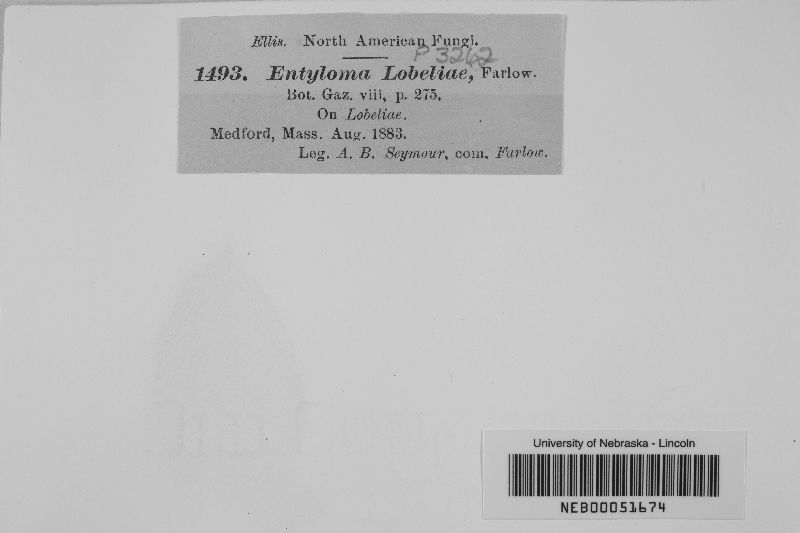 Ellis. North American Fungi.
P 3262
1493. Entyloma Lobeliae, Farlow.
Bot. Gaz. viii, p. 275.
On Lobeliae.
Medford, Mass. Aug. 1883.
Leg. A. B. Seymour, com. Farlow.
University of Nebraska - Lincoln
NEB00051674